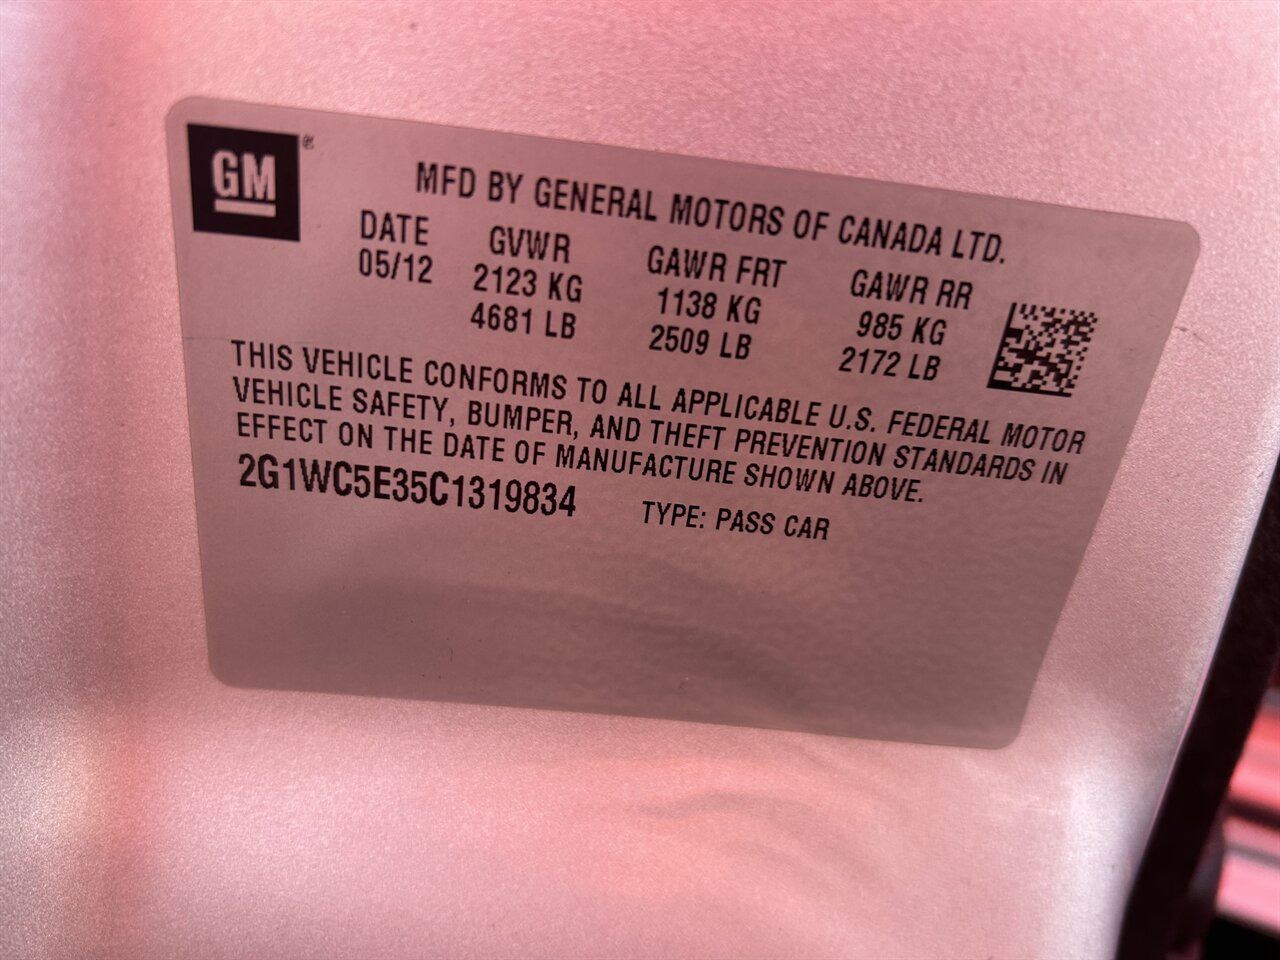 GM®
MFD BY GENERAL MOTORS OF CANADA LTD.
DATE GVWR GAWR FRT GAWR RR
05/12 2123 KG 1138 KG 985 KG
4681 LB 2509 LB 2172 LB
THIS VEHICLE CONFORMS TO ALL APPLICABLE U.S. FEDERAL MOTOR
VEHICLE SAFETY, BUMPER, AND THEFT PREVENTION STANDARDS IN
EFFECT ON THE DATE OF MANUFACTURE SHOWN ABOVE.
2G1WC5E35C1319834 TYPE: PASS CAR